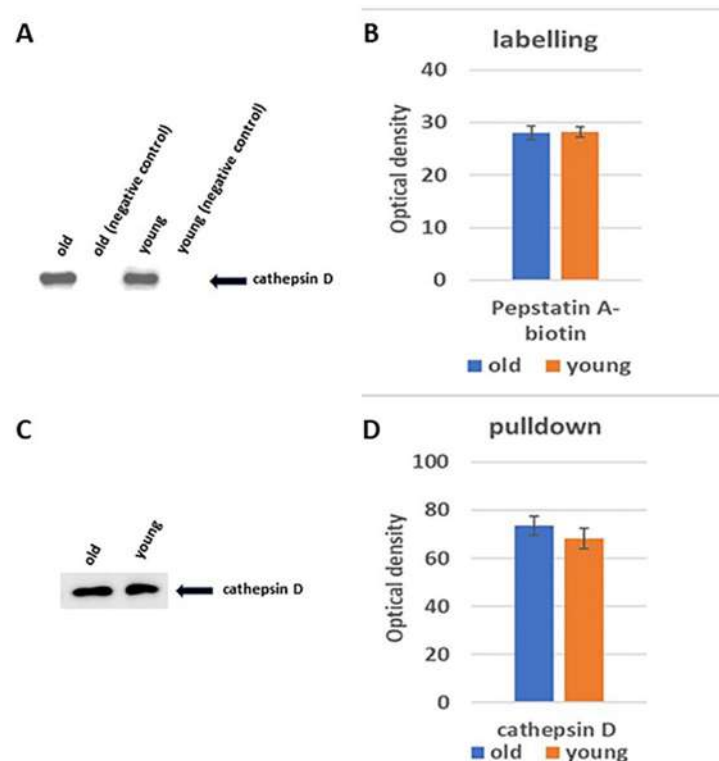 A
old
old (negative control)
young
young (negative control)
cathepsin D
B
labelling
Optical density
40
30
20
10
0
Pepstatin A-
biotin
old young
C
old
young
cathepsin D
D
pulldown
Optical density
100
80
60
40
20
0
cathepsin D
old young